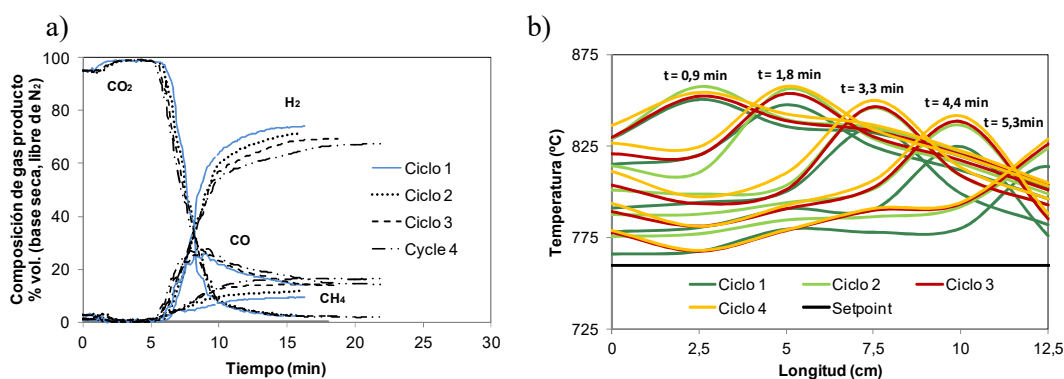 a)
Composición de gas producto
% vol. (base seca, libre de N₂)
100
80
60
40
20
0
0
5
10
15
20
25
30
Tiempo (min)
CO₂
H₂
CO
CH₄
Ciclo 1
Ciclo 2
Ciclo 3
Cycle 4
b)
Temperatura (°C)
875
825
775
725
0
2,5
5
7,5
10
12,5
Longitud (cm)
t = 0,9 min
t = 1,8 min
t = 3,3 min
t = 4,4 min
t = 5,3min
Ciclo 1
Ciclo 2
Ciclo 3
Ciclo 4
Setpoint